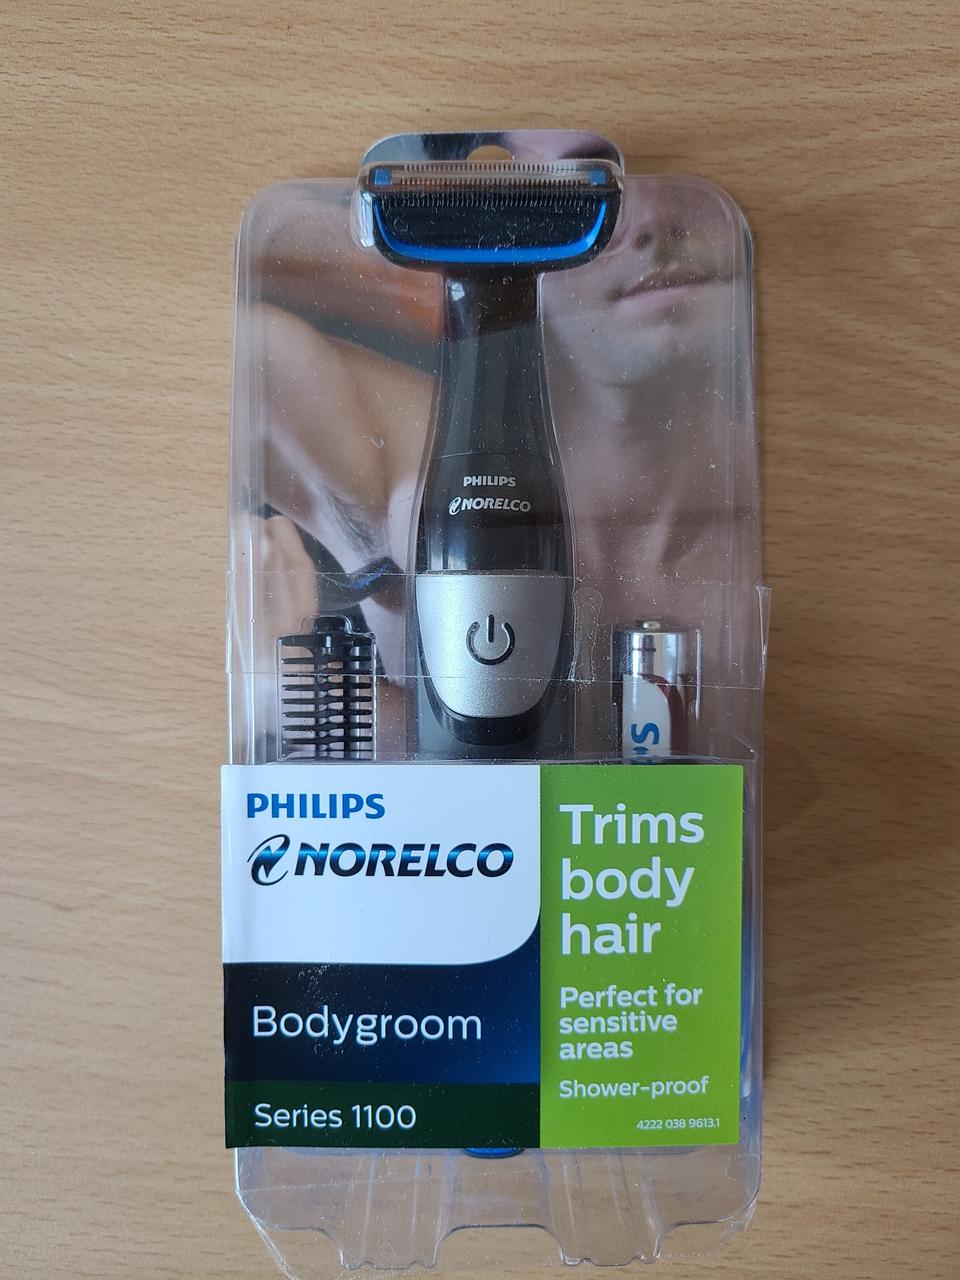 PHILIPS
NORELCO
PHILIPS
NORELCO
Bodygroom
Series 1100
Trims
body
hair
Perfect for
sensitive
areas
Shower-proof
4222 038 9613.1